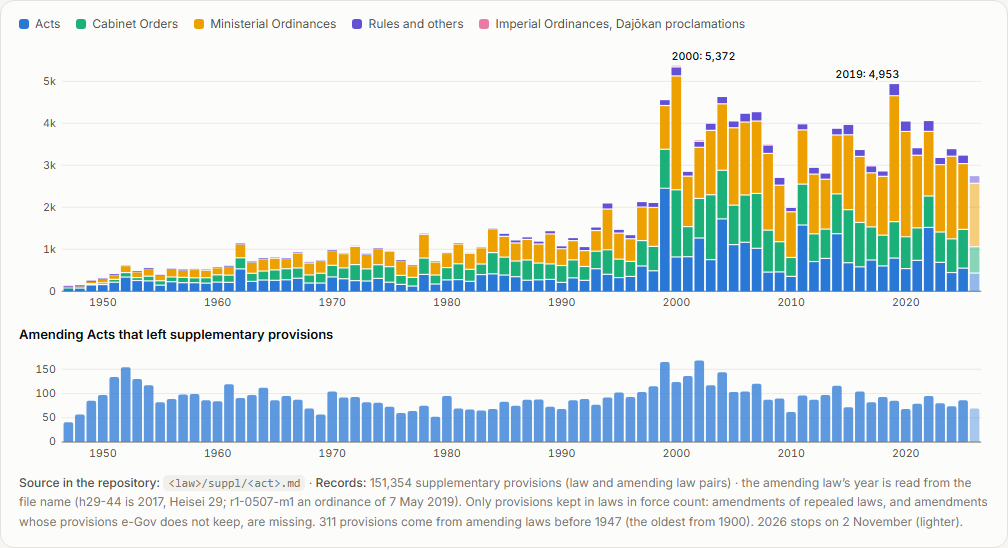 Acts Cabinet Orders Ministerial Ordinances Rules and others Imperial Ordinances, Dajōkan proclamations
2000: 5,372
2019: 4,953
5k
4k
3k
2k
1k
0
1950 1960 1970 1980 1990 2000 2010 2020
Amending Acts that left supplementary provisions
150
100
50
0
1950 1960 1970 1980 1990 2000 2010 2020
Source in the repository: <law>/suppl/<act>.md · Records: 151,354 supplementary provisions (law and amending law pairs) · the amending law's year is read from the
file name (h29-44 is 2017, Heisei 29; r1-0507-m1 an ordinance of 7 May 2019). Only provisions kept in laws in force count: amendments of repealed laws, and amendments
whose provisions e-Gov does not keep, are missing. 311 provisions come from amending laws before 1947 (the oldest from 1900). 2026 stops on 2 November (lighter).